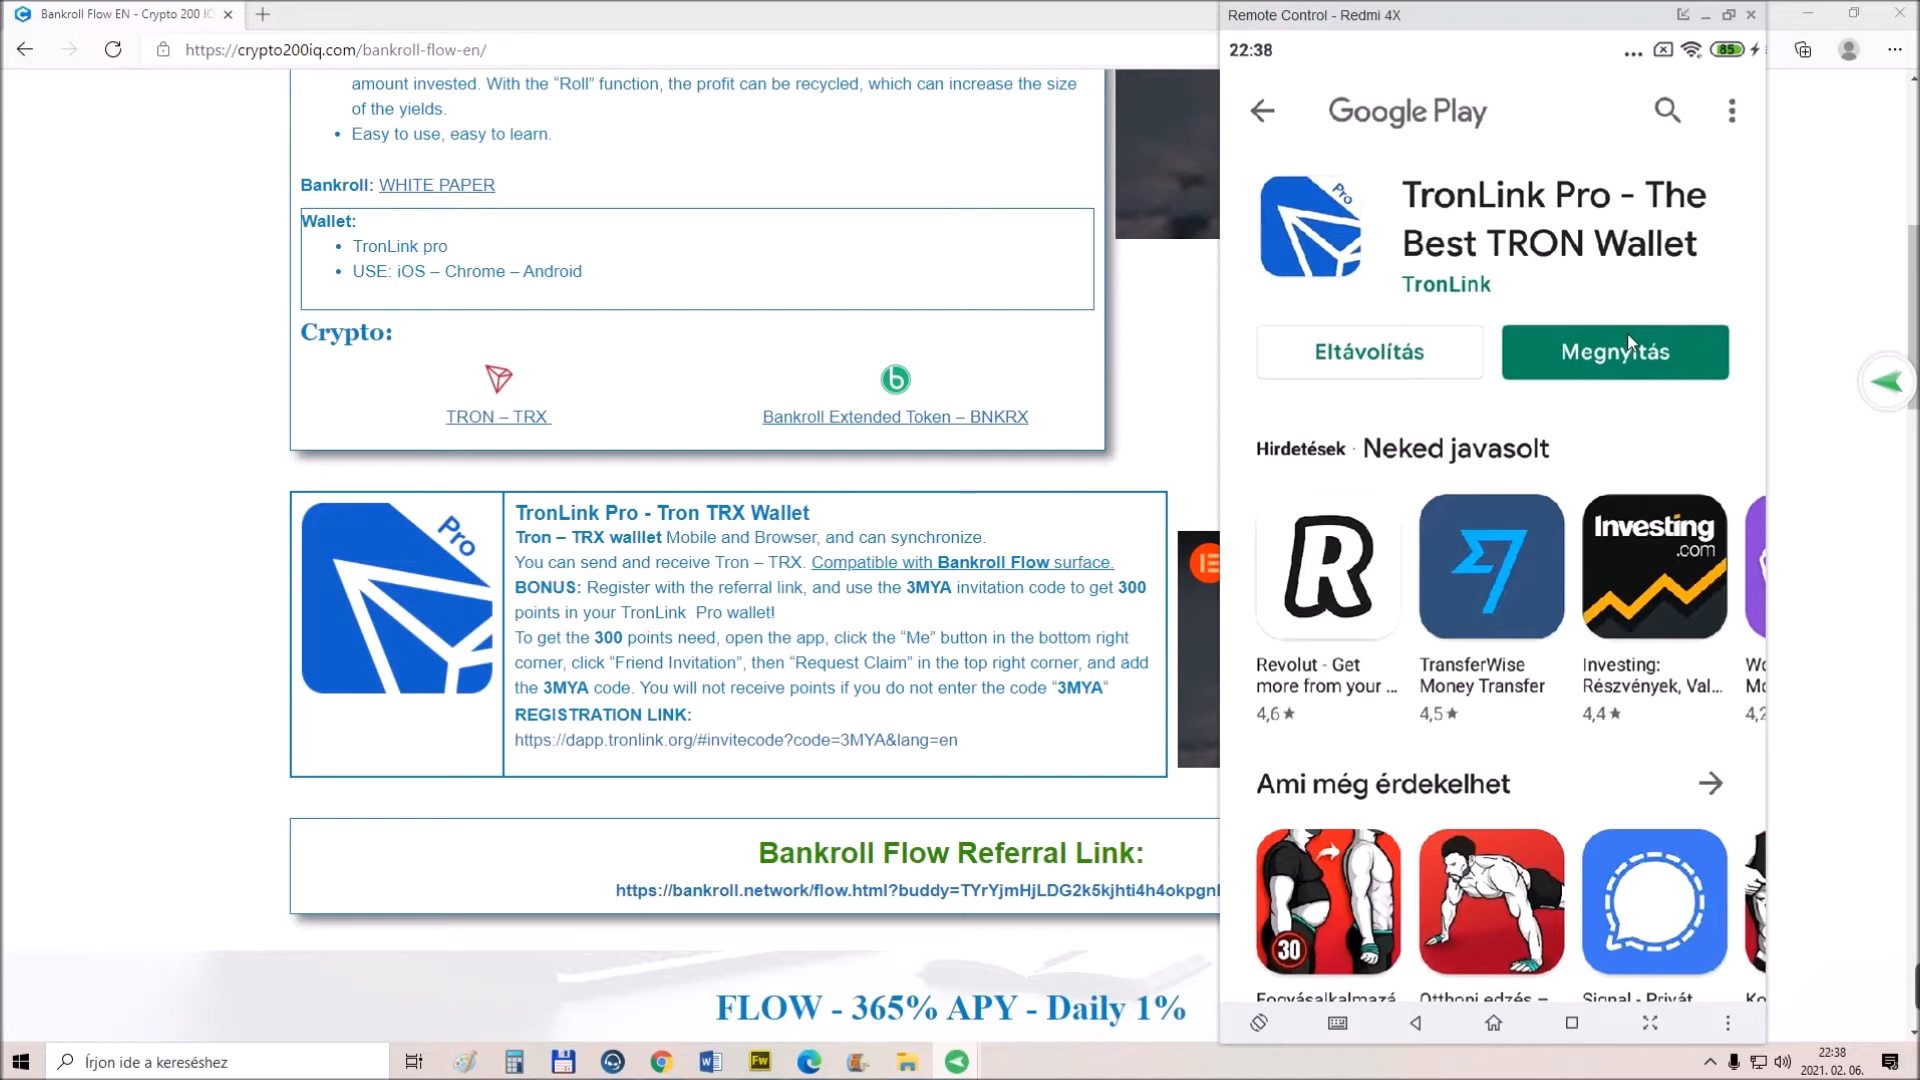 Bankroll Flow EN - Crypto 200 IQ
https://crypto200iq.com/bankroll-flow-en/
amount invested. With the “Roll” function, the profit can be recycled, which can increase the size
of the yields.
Easy to use, easy to learn.
Bankroll: WHITE PAPER
Wallet:
TronLink pro
USE: iOS – Chrome – Android
Crypto:
TRON – TRX
Bankroll Extended Token – BNKRX
Pro
TronLink Pro - Tron TRX Wallet
Tron – TRX walllet Mobile and Browser, and can synchronize.
You can send and receive Tron – TRX. Compatible with Bankroll Flow surface.
BONUS: Register with the referral link, and use the 3MYA invitation code to get 300
points in your TronLink Pro wallet!
To get the 300 points need, open the app, click the “Me” button in the bottom right
corner, click “Friend Invitation”, then “Request Claim” in the top right corner, and add
the 3MYA code. You will not receive points if you do not enter the code “3MYA“
REGISTRATION LINK:
https://dapp.tronlink.org/#invitecode?code=3MYA&lang=en
Bankroll Flow Referral Link:
https://bankroll.network/flow.html?buddy=TYrYjmHjLDG2k5kjhti4h4okpgnl
FLOW - 365% APY - Daily 1%
Remote Control - Redmi 4X
22:38
85
Google Play
Pro
TronLink Pro - The
Best TRON Wallet
TronLink
Eltávolítás
Megnyitás
Hirdetések · Neked javasolt
R
Investing
.com
Revolut - Get
more from your ...
4,6★
TransferWise
Money Transfer
4,5★
Investing:
Részvények, Val...
4,4★
Ami még érdekelhet
30
Fogyásalkalmazá
Otthoni edzés –
Signal - Privát
Írjon ide a kereséshez
Fw
22:38
2021. 02. 06.